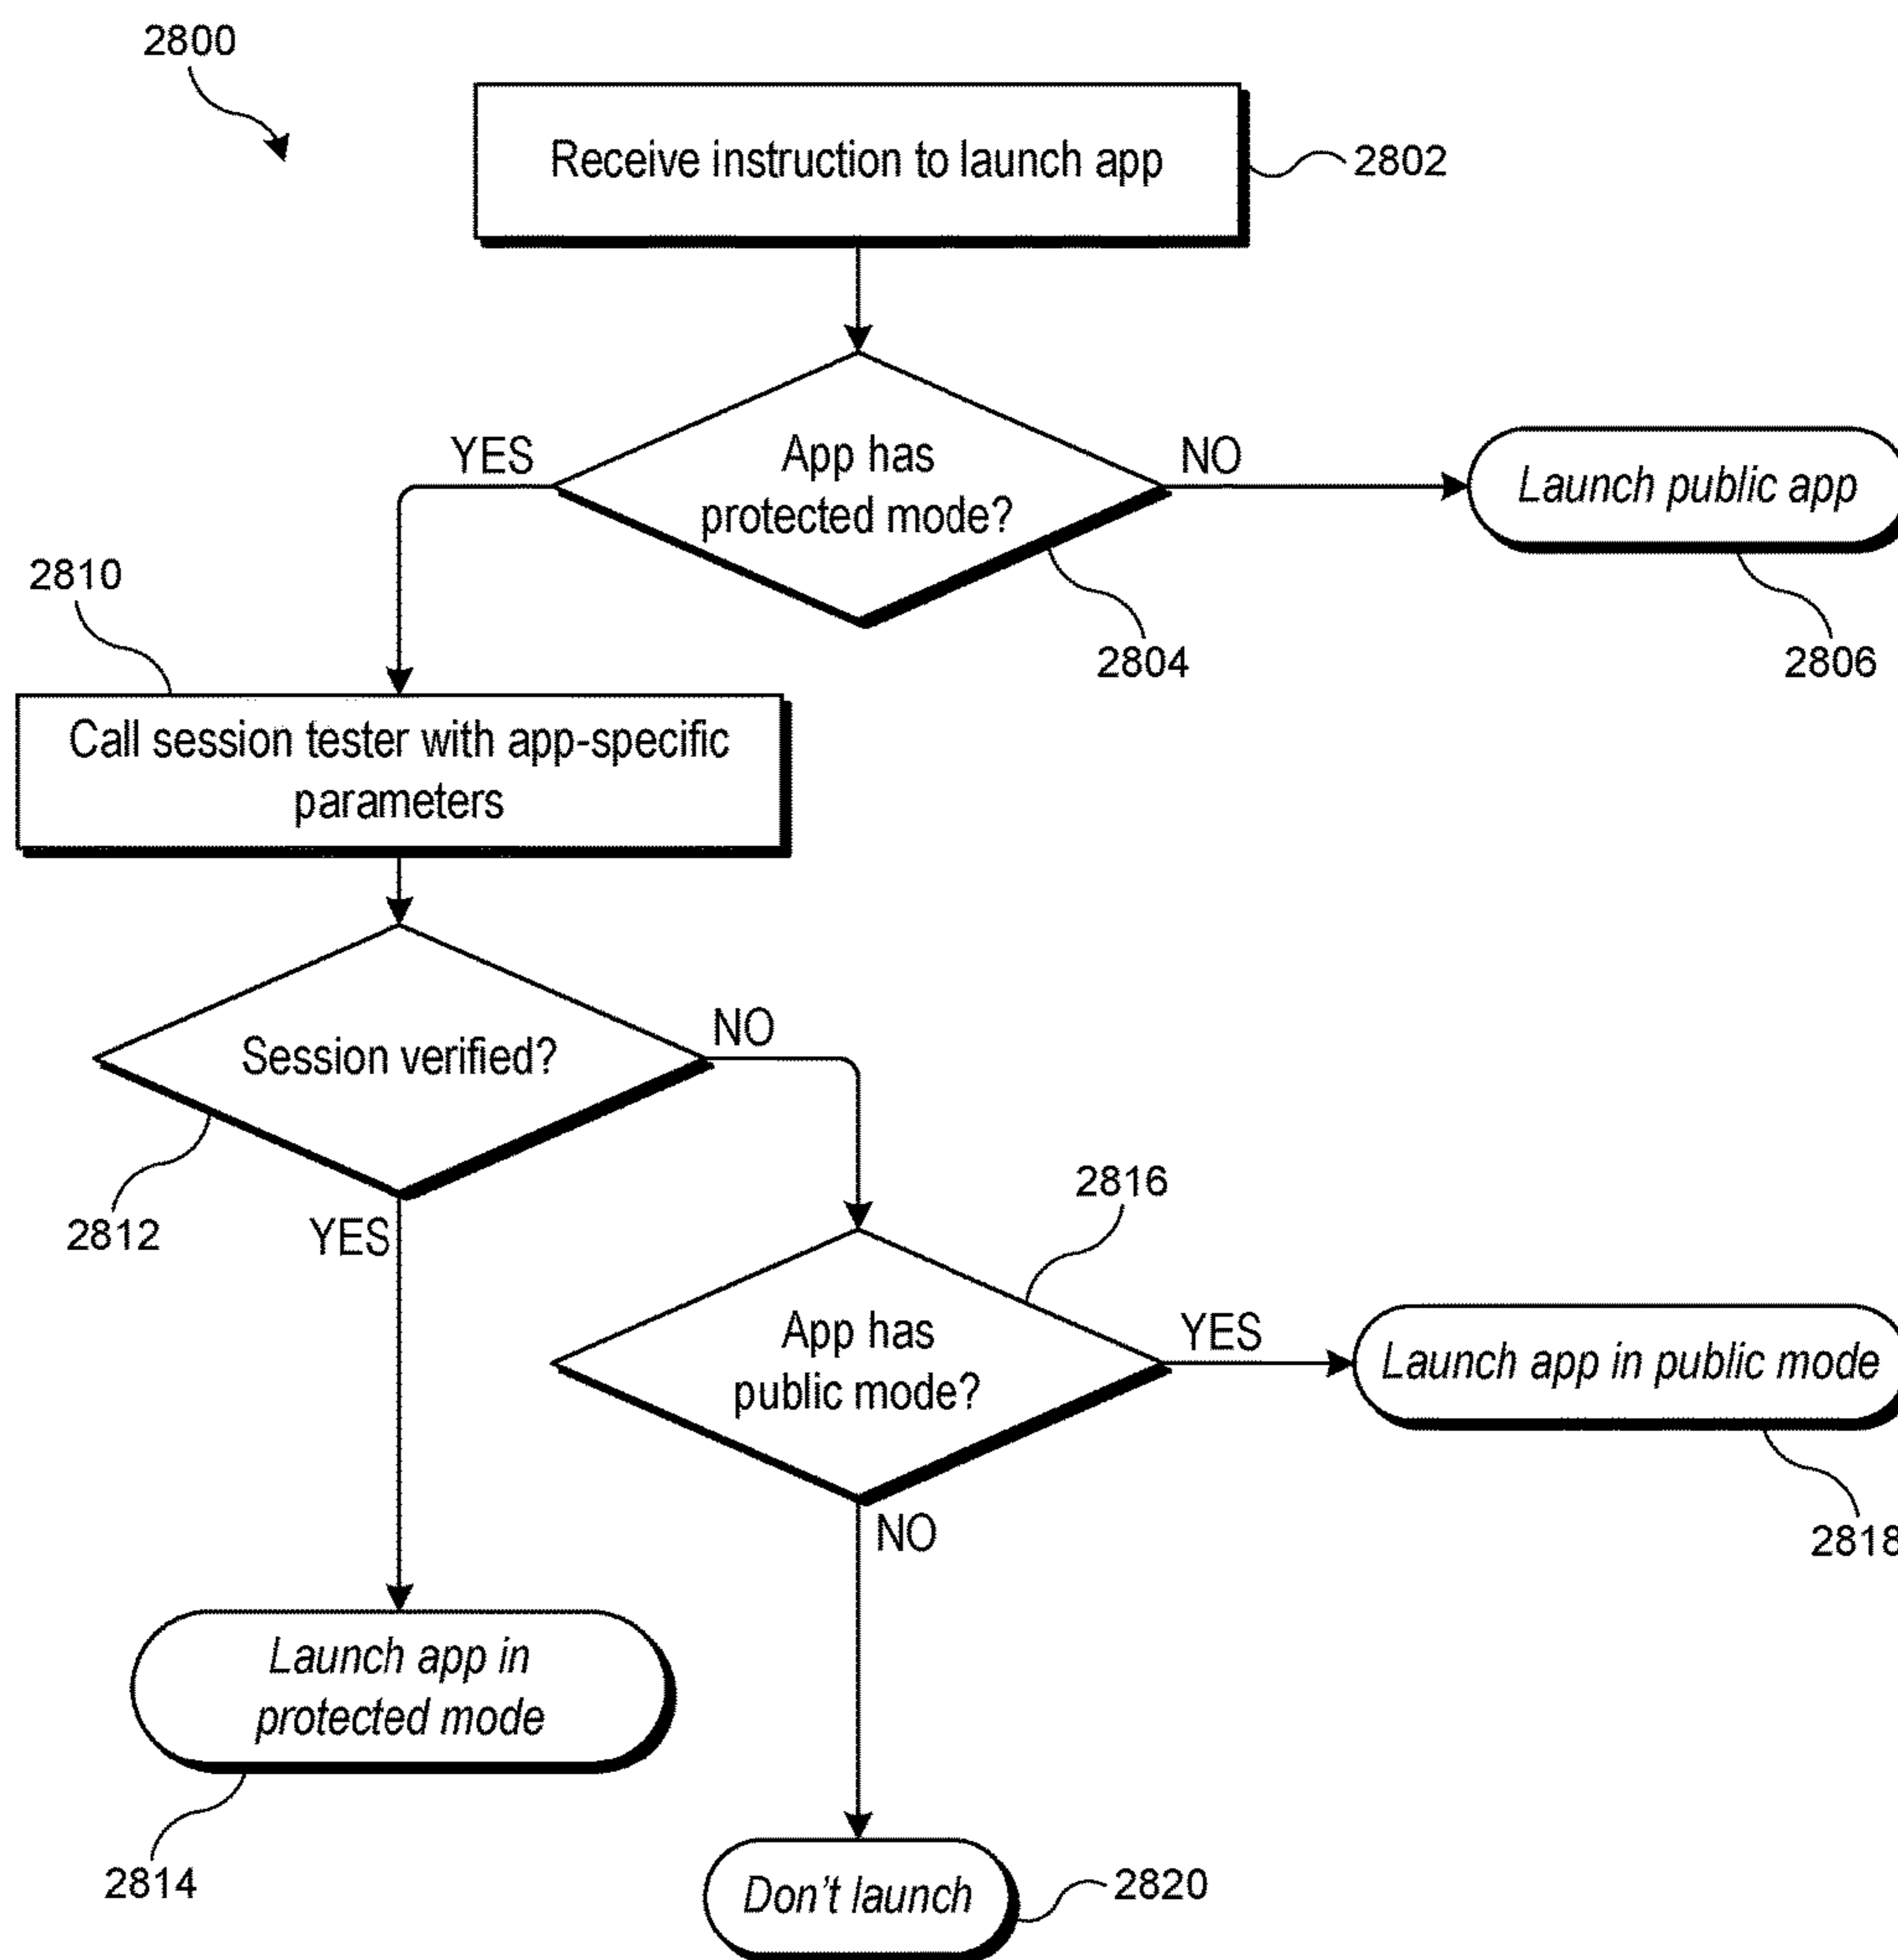 2800
Receive instruction to launch app
2802
App has
protected mode?
YES
NO
Launch public app
2804
2806
2810
Call session tester with app-specific
parameters
Session verified?
NO
2812
YES
2816
App has
public mode?
YES
Launch app in public mode
NO
2818
Launch app in
protected mode
2814
Don't launch
2820